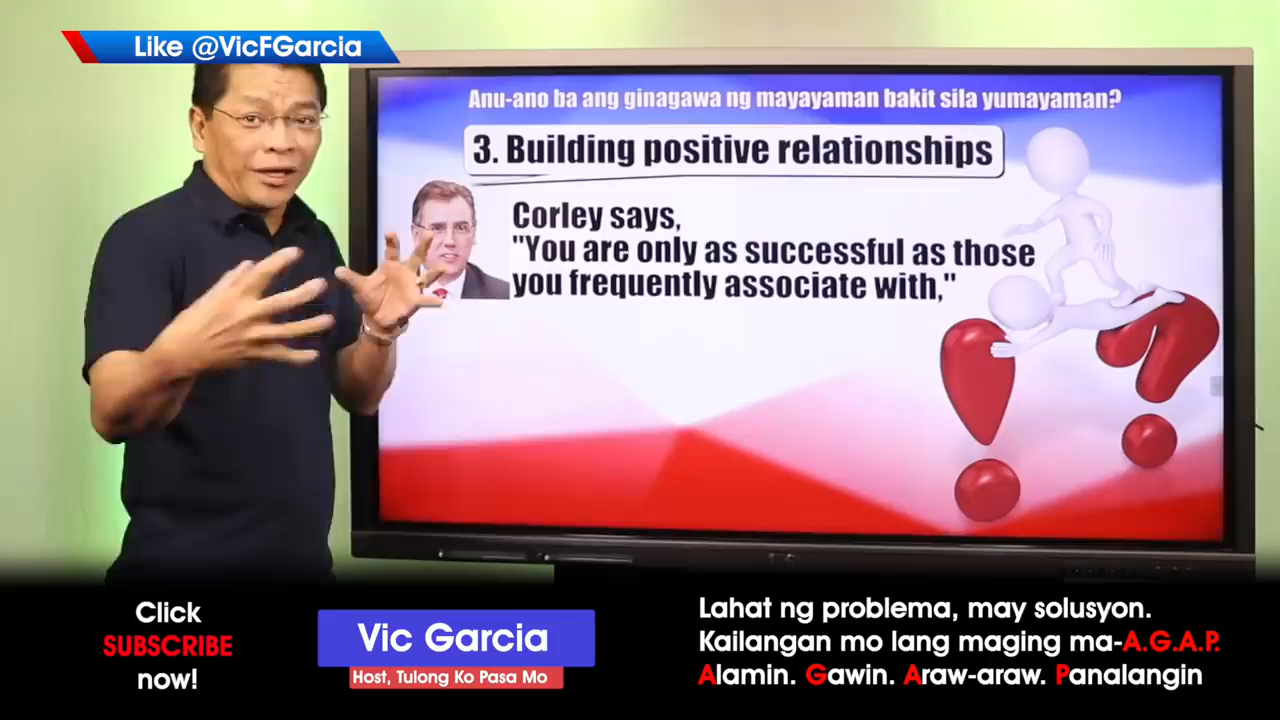 Like @VicFGarcia
Anu-ano ba ang ginagawa ng mayayaman bakit sila yumayaman?
3. Building positive relationships
Corley says,
"You are only as successful as those
you frequently associate with,"
Click
SUBSCRIBE
now!
Vic Garcia
Host, Tulong Ko Pasa Mo
Lahat ng problema, may solusyon.
Kailangan mo lang maging ma-A.G.A.P.
Alamin. Gawin. Araw-araw. Panalangin